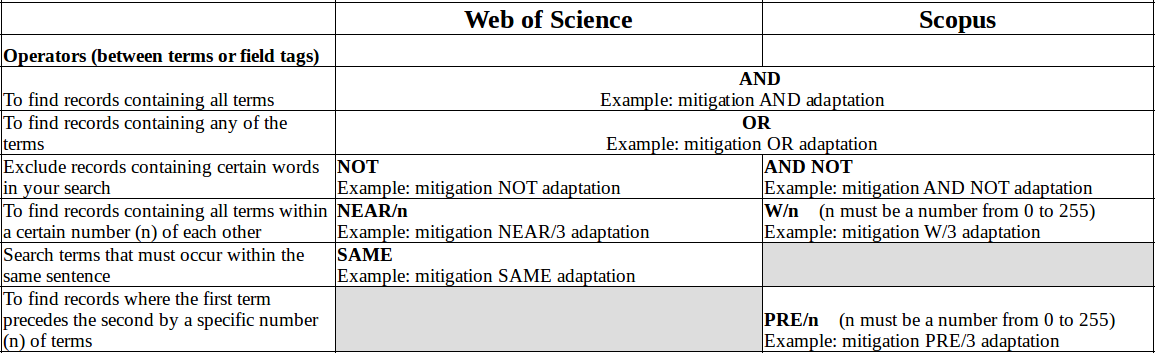 Web of Science Scopus
Operators (between terms or field tags)
AND
To find records containing all terms Example: mitigation AND adaptation
To find records containing any of the OR
terms Example: mitigation OR adaptation
Exclude records containing certain words NOT AND NOT
in your search Example: mitigation NOT adaptation Example: mitigation AND NOT adaptation
To find records containing all terms within NEAR/n W/n (n must be a number from 0 to 255)
a certain number (n) of each other Example: mitigation NEAR/3 adaptation Example: mitigation W/3 adaptation
Search terms that must occur within the SAME
same sentence Example: mitigation SAME adaptation
To find records where the first term
precedes the second by a specific number PRE/n (n must be a number from 0 to 255)
(n) of terms Example: mitigation PRE/3 adaptation